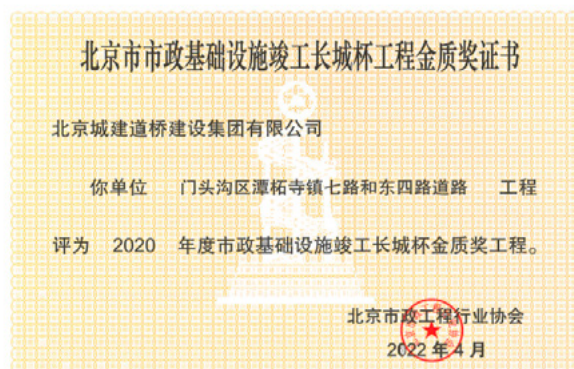 北京市市政基础设施竣工长城杯工程金质奖证书
北京城建道桥建设集团有限公司
你单位 门头沟区潭柘寺镇七路和东四路道路 工程
评为 2020 年度市政基础设施竣工长城杯金质奖工程。
北京市政工程行业协会
2022 年 4 月